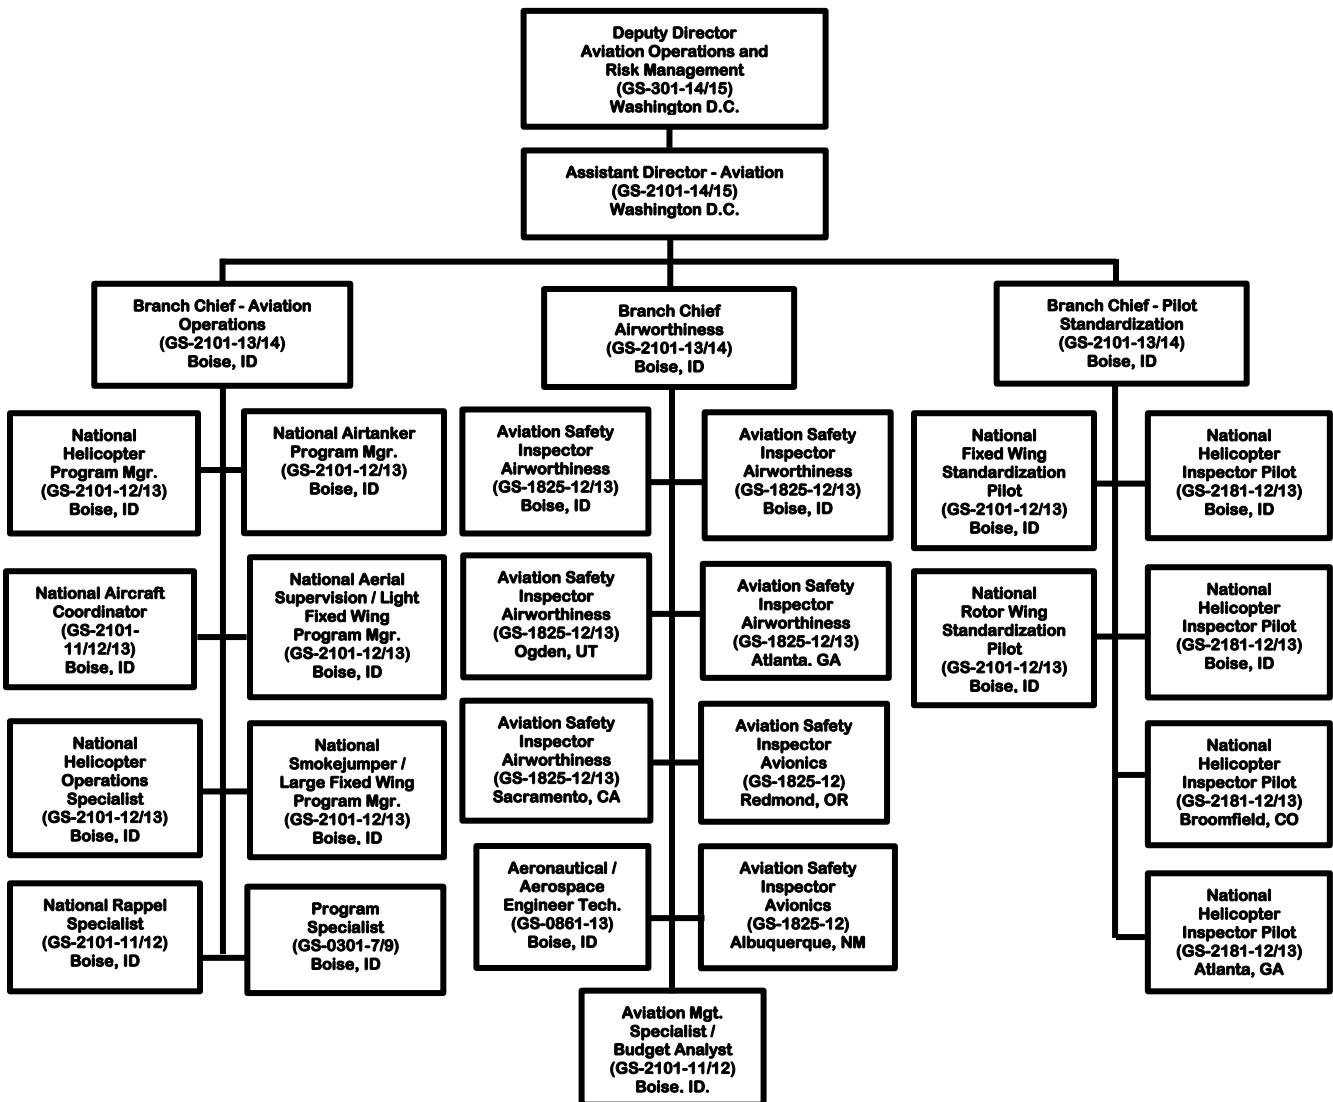 Deputy Director
Aviation Operations and
Risk Management
(GS-301-14/15)
Washington D.C.
Assistant Director - Aviation
(GS-2101-14/15)
Washington D.C.
Branch Chief - Aviation
Operations
(GS-2101-13/14)
Boise, ID
Branch Chief
Airworthiness
(GS-2101-13/14)
Boise, ID
Branch Chief - Pilot
Standardization
(GS-2101-13/14)
Boise, ID
National
Helicopter
Program Mgr.
(GS-2101-12/13)
Boise, ID
National Airtanker
Program Mgr.
(GS-2101-12/13)
Boise, ID
National Aircraft
Coordinator
(GS-2101-
11/12/13)
Boise, ID
National Aerial
Supervision / Light
Fixed Wing
Program Mgr.
(GS-2101-12/13)
Boise, ID
National
Helicopter
Operations
Specialist
(GS-2101-12/13)
Boise, ID
National
Smokejumper /
Large Fixed Wing
Program Mgr.
(GS-2101-12/13)
Boise, ID
National Rappel
Specialist
(GS-2101-11/12)
Boise, ID
Program
Specialist
(GS-0301-7/9)
Boise, ID
Aviation Safety
Inspector
Airworthiness
(GS-1825-12/13)
Boise, ID
Aviation Safety
Inspector
Airworthiness
(GS-1825-12/13)
Boise, ID
Aviation Safety
Inspector
Airworthiness
(GS-1825-12/13)
Ogden, UT
Aviation Safety
Inspector
Airworthiness
(GS-1825-12/13)
Atlanta. GA
Aviation Safety
Inspector
Airworthiness
(GS-1825-12/13)
Sacramento, CA
Aviation Safety
Inspector
Avionics
(GS-1825-12)
Redmond, OR
Aeronautical /
Aerospace
Engineer Tech.
(GS-0861-13)
Boise, ID
Aviation Safety
Inspector
Avionics
(GS-1825-12)
Albuquerque, NM
Aviation Mgt.
Specialist /
Budget Analyst
(GS-2101-11/12)
Boise. ID.
National
Fixed Wing
Standardization
Pilot
(GS-2101-12/13)
Boise, ID
National
Helicopter
Inspector Pilot
(GS-2181-12/13)
Boise, ID
National
Rotor Wing
Standardization
Pilot
(GS-2101-12/13)
Boise, ID
National
Helicopter
Inspector Pilot
(GS-2181-12/13)
Boise, ID
National
Helicopter
Inspector Pilot
(GS-2181-12/13)
Broomfield, CO
National
Helicopter
Inspector Pilot
(GS-2181-12/13)
Atlanta, GA